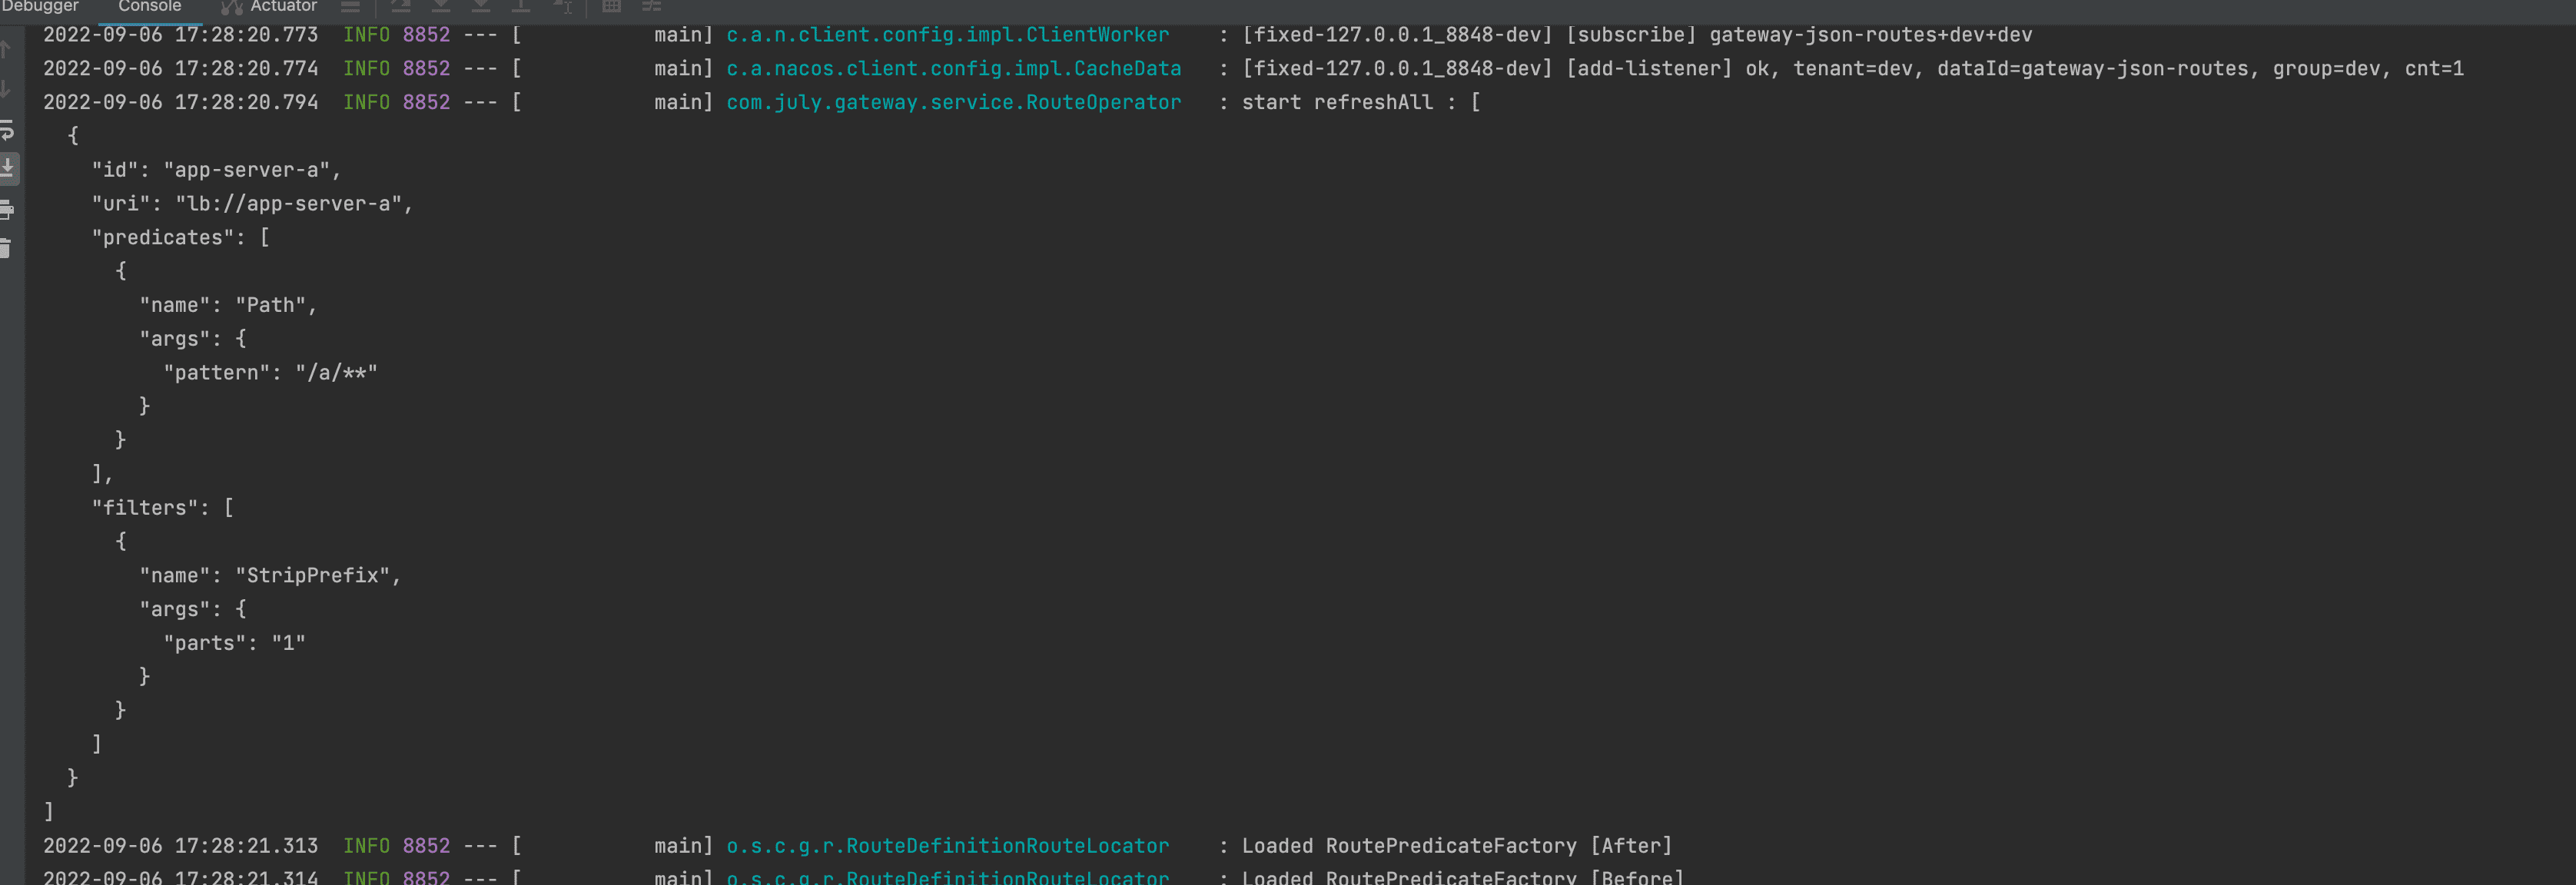 Debugger Console Actuator
2022-09-06 17:28:20.773  INFO 8852 --- [           main] c.a.n.client.config.impl.ClientWorker    : [fixed-127.0.0.1_8848-dev] [subscribe] gateway-json-routes+dev+dev
2022-09-06 17:28:20.774  INFO 8852 --- [           main] c.a.nacos.client.config.impl.CacheData   : [fixed-127.0.0.1_8848-dev] [add-listener] ok, tenant=dev, dataId=gateway-json-routes, group=dev, cnt=1
2022-09-06 17:28:20.794  INFO 8852 --- [           main] com.july.gateway.service.RouteOperator   : start refreshAll : [
  {
    "id": "app-server-a",
    "uri": "lb://app-server-a",
    "predicates": [
      {
        "name": "Path",
        "args": {
          "pattern": "/a/**"
        }
      }
    ],
    "filters": [
      {
        "name": "StripPrefix",
        "args": {
          "parts": "1"
        }
      }
    ]
  }
]
2022-09-06 17:28:21.313  INFO 8852 --- [           main] o.s.c.g.r.RouteDefinitionRouteLocator    : Loaded RoutePredicateFactory [After]
2022-09-06 17:28:21.314  INFO 8852 --- [           main] o.s.c.g.r.RouteDefinitionRouteLocator    : Loaded RoutePredicateFactory [Before]